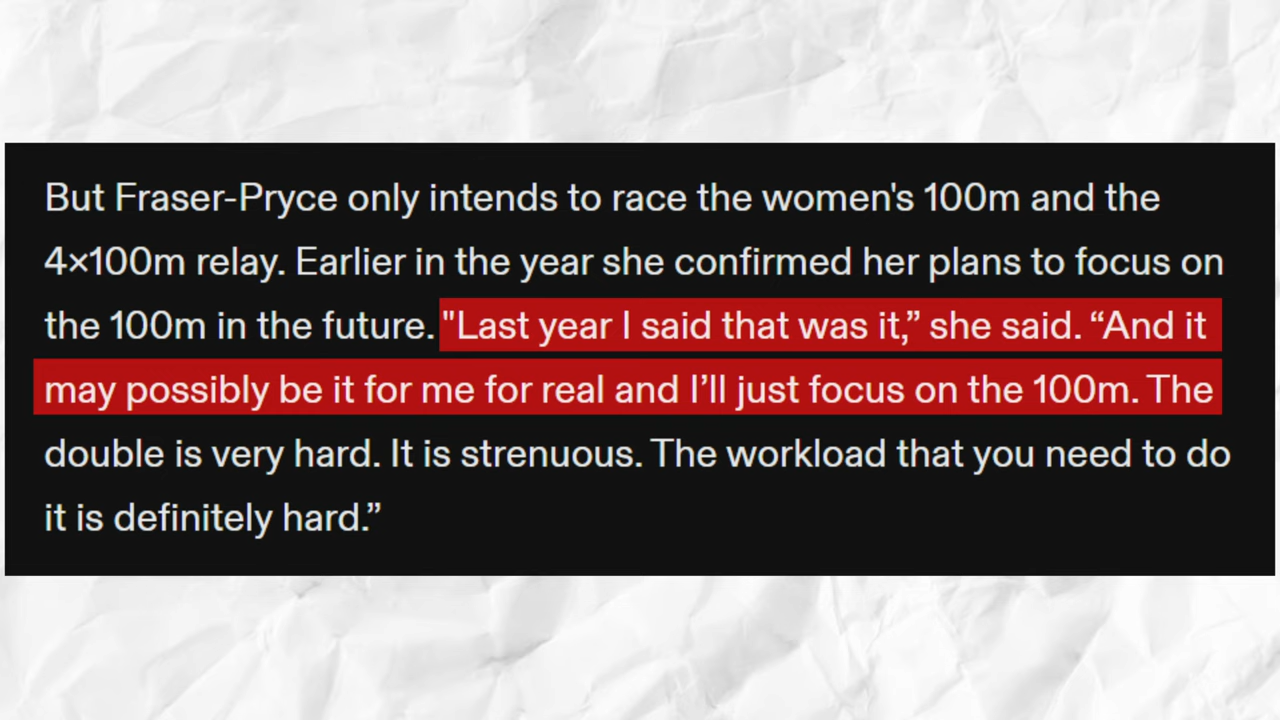 But Fraser-Pryce only intends to race the women's 100m and the
4×100m relay. Earlier in the year she confirmed her plans to focus on
the 100m in the future. "Last year I said that was it,” she said. “And it
may possibly be it for me for real and I’ll just focus on the 100m. The
double is very hard. It is strenuous. The workload that you need to do
it is definitely hard.”